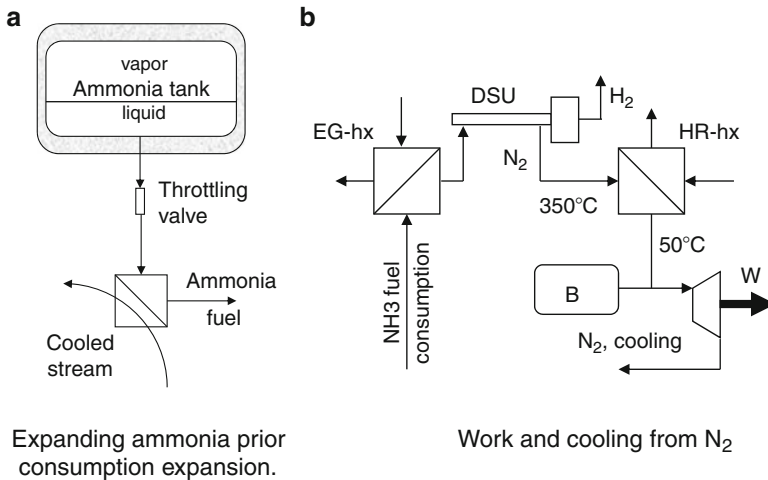 a
vapor
Ammonia tank
liquid
Throttling
valve
Ammonia
fuel
Cooled
stream
Expanding ammonia prior
consumption expansion.
b
DSU
H₂
EG-hx
HR-hx
N₂
350°C
50°C
NH3 fuel
consumption
B
W
N₂, cooling
Work and cooling from N₂